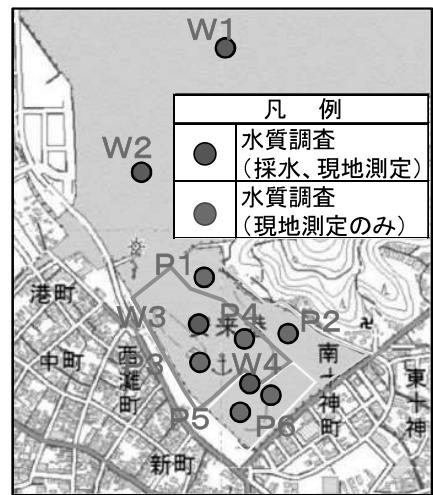 W1
凡 例
水質調査
（採水、現地測定）
水質調査
（現地測定のみ）
W2
P1
W3
P4
P2
W4
P5
P6
港町
中町
西灘町
新町
南十神町
東十神